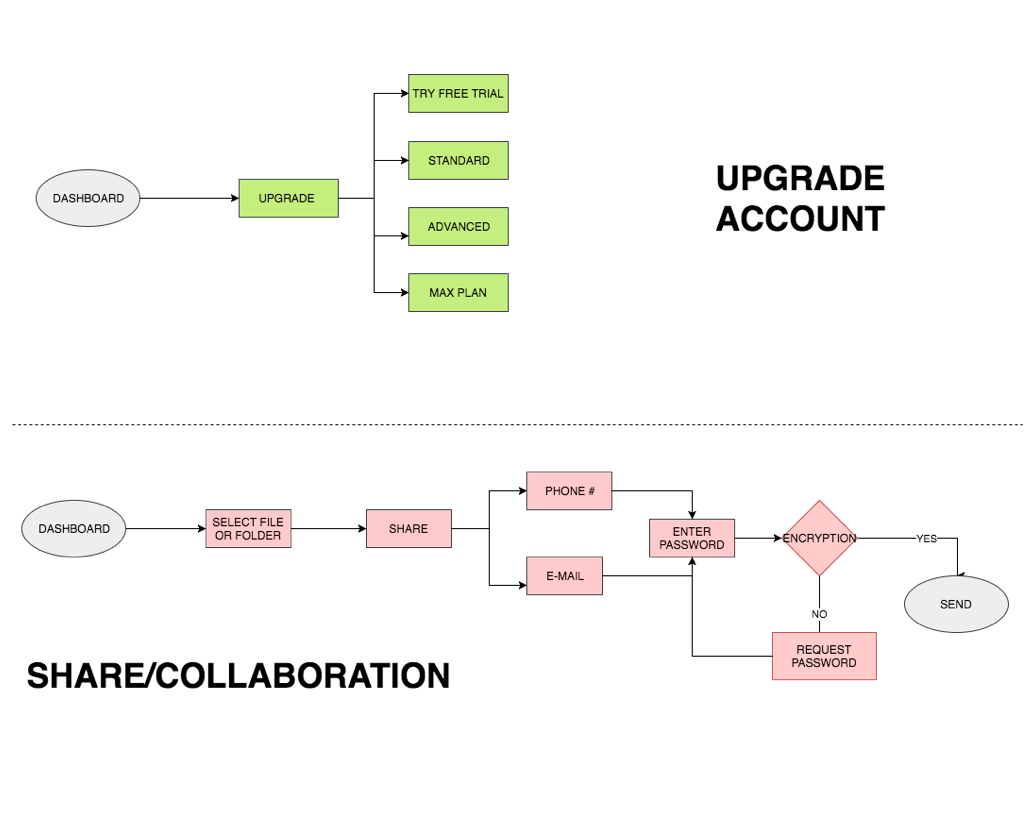 TRY FREE TRIAL
STANDARD
DASHBOARD
UPGRADE
ADVANCED
MAX PLAN
UPGRADE
ACCOUNT
DASHBOARD
SELECT FILE
OR FOLDER
SHARE
PHONE #
E-MAIL
ENTER
PASSWORD
ENCRYPTION
YES
SEND
NO
REQUEST
PASSWORD
SHARE/COLLABORATION